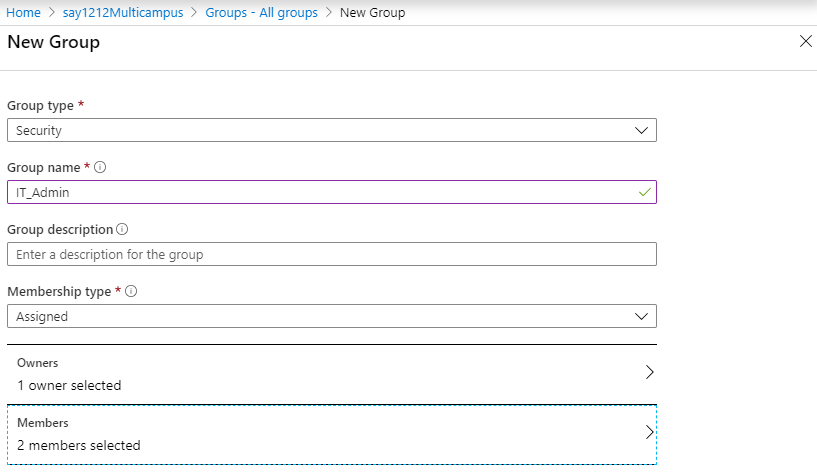 Home > say1212Multicampus > Groups - All groups > New Group
New Group
Group type *
Security
Group name *
IT_Admin
Group description
Enter a description for the group
Membership type *
Assigned
Owners
1 owner selected
Members
2 members selected